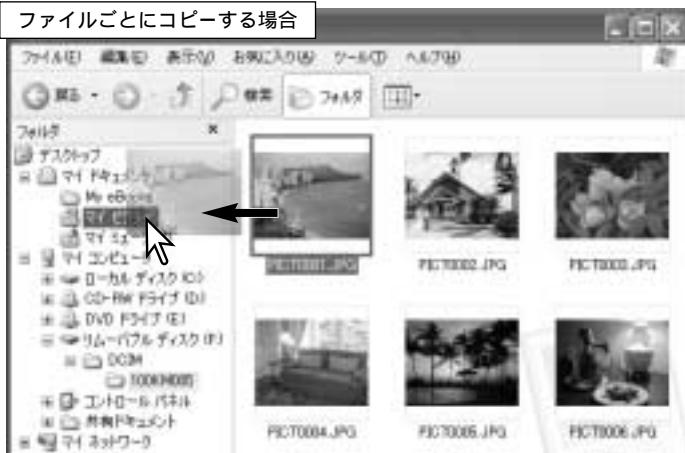 ファイルごとにコピーする場合
ファイル(F) 編集(E) 表示(V) お気に入り(A) ツール(T) ヘルプ(H)
戻る 検索 フォルダ
フォルダ ×
デスクトップ
マイ ドキュメント
My eBooks
マイ ピ
マイ ミュ
マイ コンピュータ
ローカル ディスク (C:)
CD-RW ドライブ (D:)
DVD ドライブ (E:)
リムーバブル ディスク (F:)
DCIM
コントロール パネル
共有ドキュメント
マイ ネットワーク
PICT0001.JPG PICT0002.JPG PICT0003.JPG
PICT0004.JPG PICT0005.JPG PICT0006.JPG